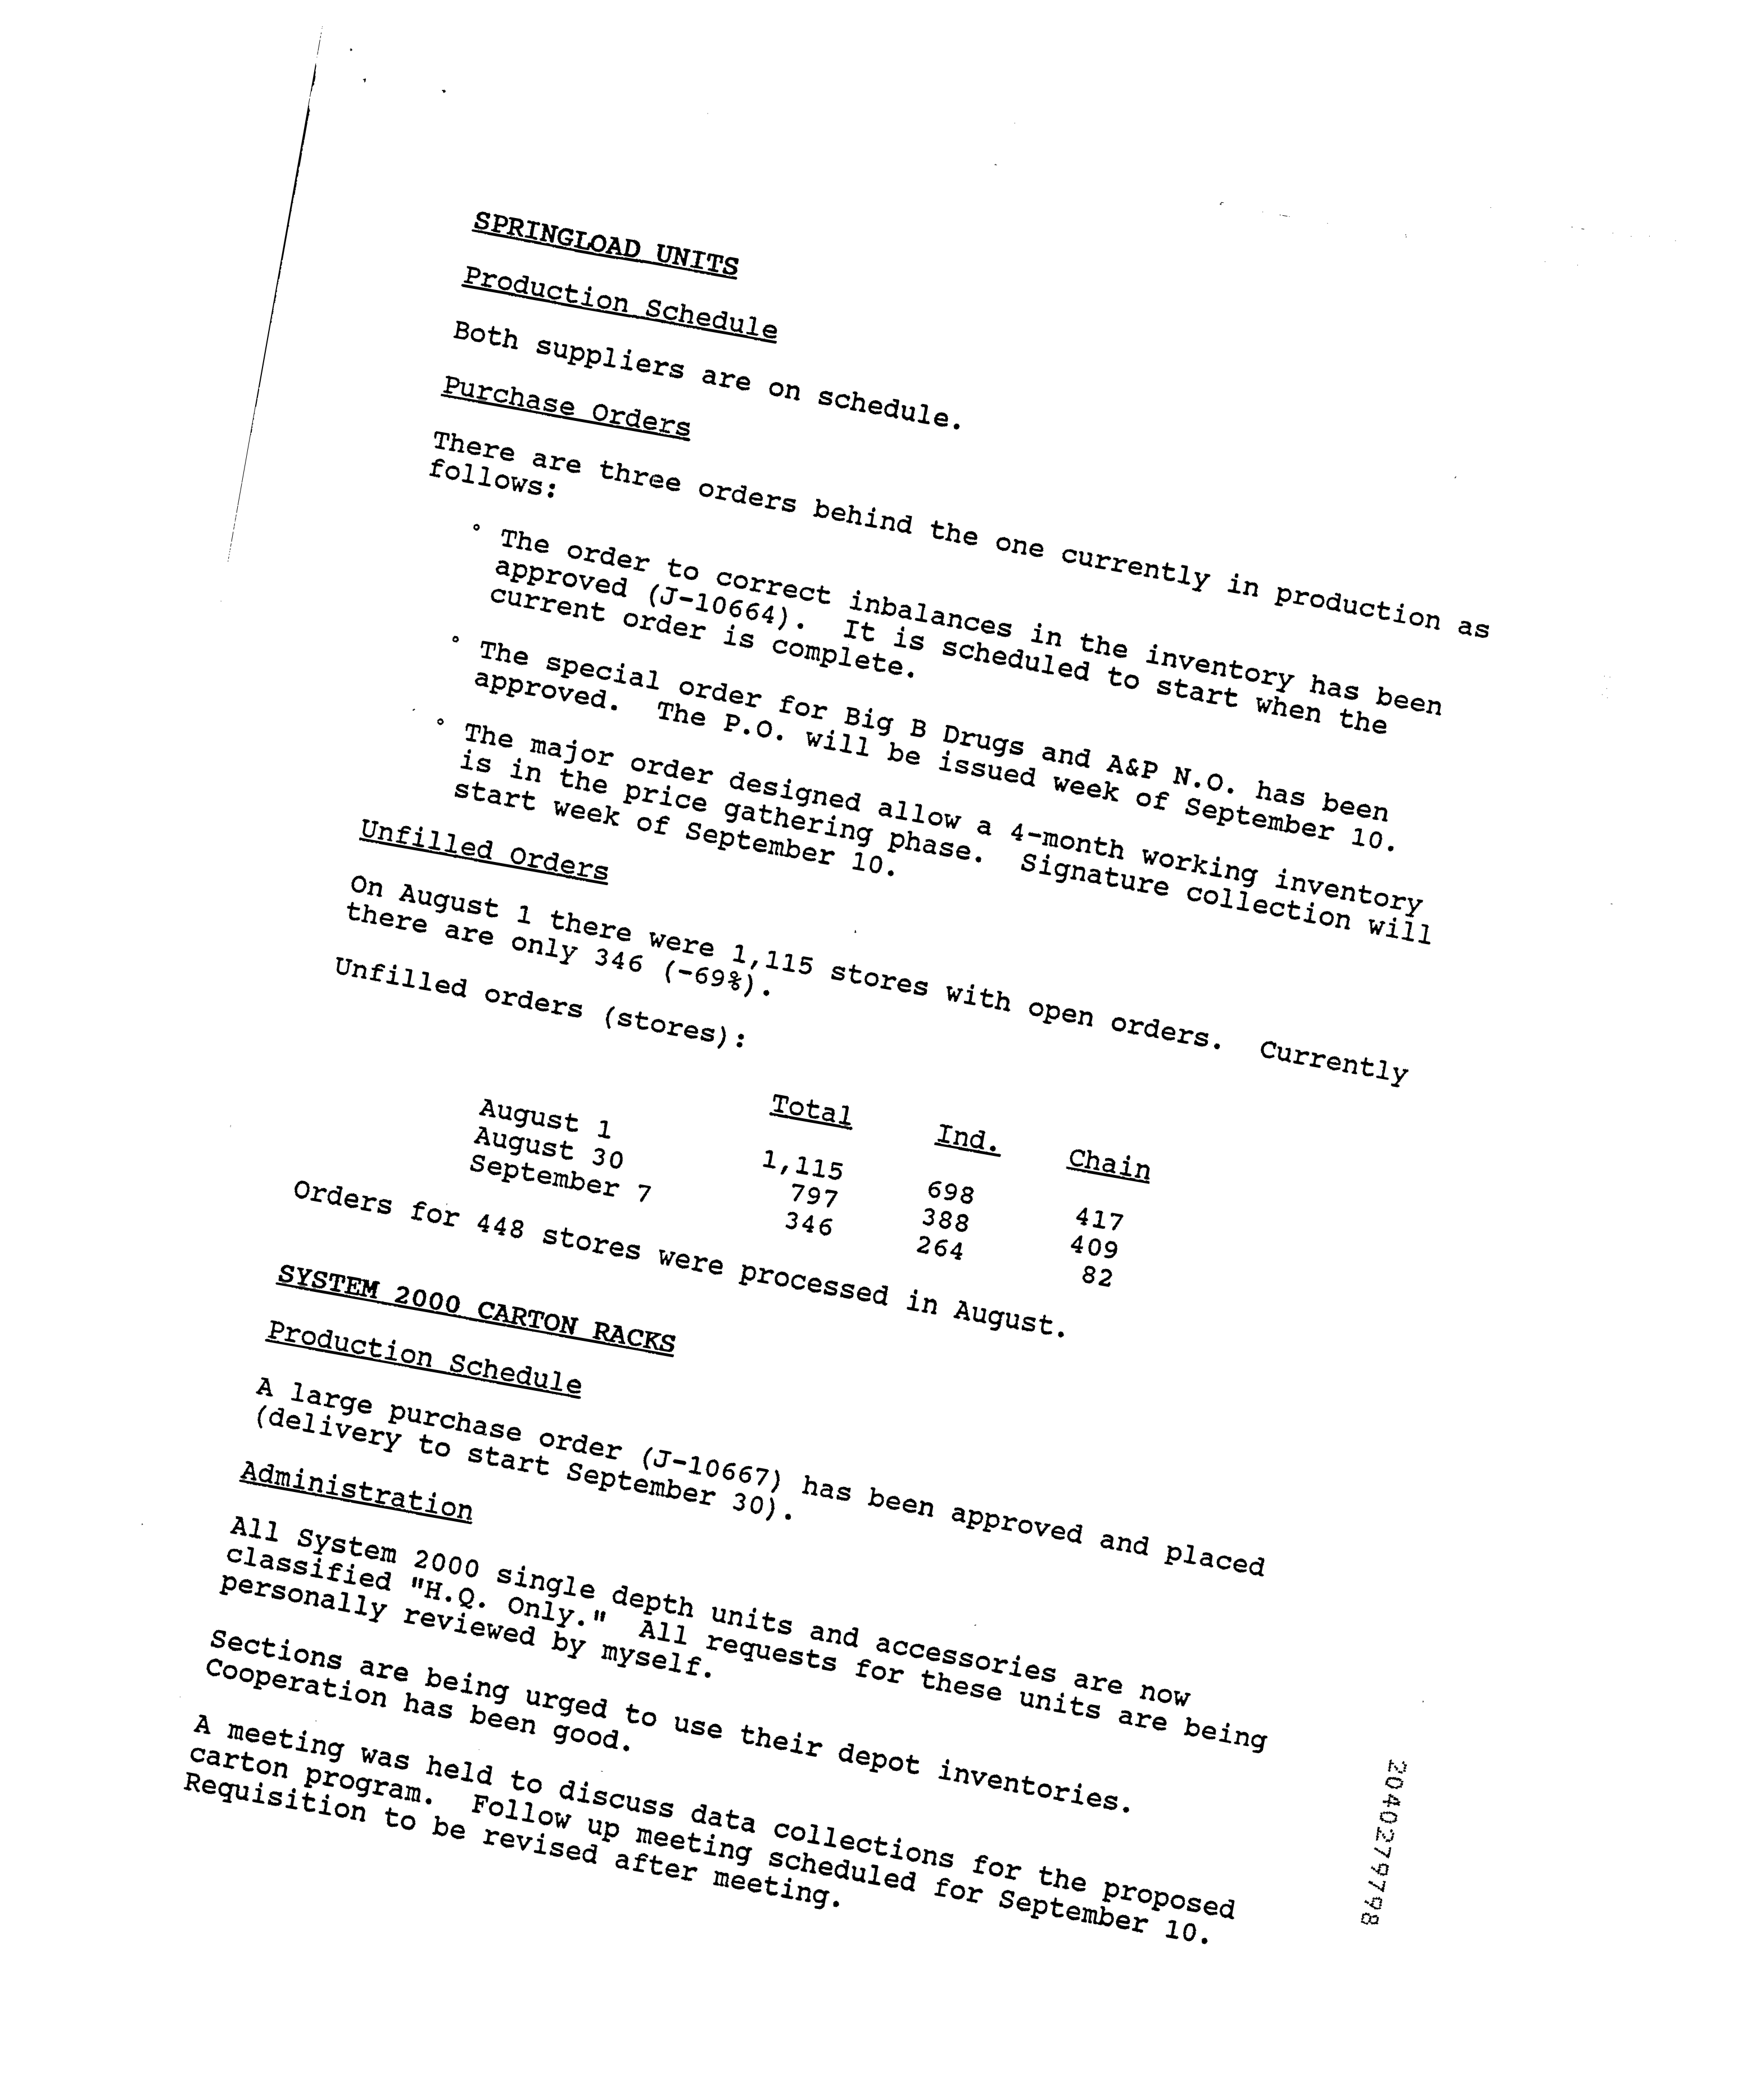 SPRINGLOAD UNITS
Production Schedule
Both suppliers are on schedule.
Purchase Orders
There are three orders behind the one currently in production as
follows:
° The order to correct inbalances in the inventory has been
approved (J-10664). It is scheduled to start when the
current order is complete.
° The special order for Big B Drugs and A&P N.O. has been
approved. The P.O. will be issued week of September 10.
° The major order designed allow a 4-month working inventory
is in the price gathering phase. Signature collection will
start week of September 10.
Unfilled Orders
On August 1 there were 1,115 stores with open orders. Currently
there are only 346 (-69%).
Unfilled orders (stores):
Total Ind. Chain
August 1 1,115 698 417
August 30 797 388 409
September 7 346 264 82
Orders for 448 stores were processed in August.
SYSTEM 2000 CARTON RACKS
Production Schedule
A large purchase order (J-10667) has been approved and placed
(delivery to start September 30).
Administration
All System 2000 single depth units and accessories are now
classified "H.Q. Only." All requests for these units are being
personally reviewed by myself.
Sections are being urged to use their depot inventories.
Cooperation has been good.
A meeting was held to discuss data collections for the proposed
carton program. Follow up meeting scheduled for September 10.
Requisition to be revised after meeting.
2040279798